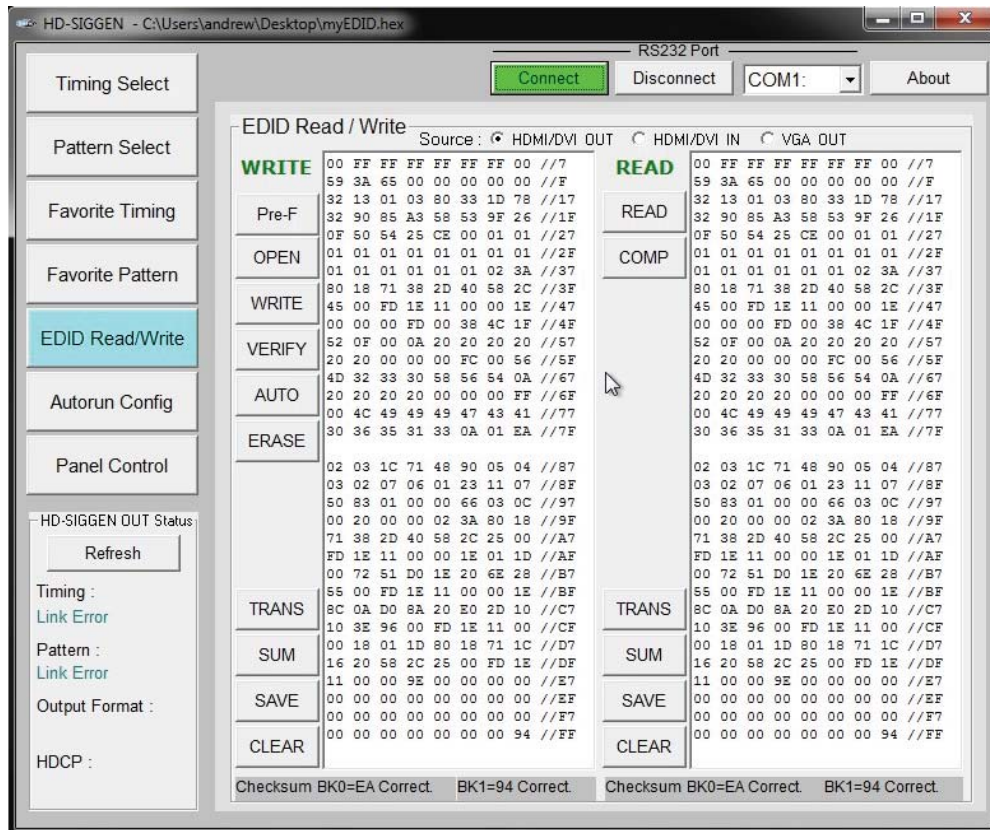 HD-SIGGEN - C:\Users\andrew\Desktop\myEDID.hex
RS232 Port
Connect Disconnect COM1: About
Timing Select
Pattern Select
Favorite Timing
Favorite Pattern
EDID Read/Write
Autorun Config
Panel Control
HD-SIGGEN OUT Status
Refresh
Timing :
Link Error
Pattern :
Link Error
Output Format :
HDCP :
EDID Read / Write
Source : HDMI/DVI OUT HDMI/DVI IN VGA OUT
WRITE
Pre-F
OPEN
WRITE
VERIFY
AUTO
ERASE
TRANS
SUM
SAVE
CLEAR
00 FF FF FF FF FF FF 00 //7
59 3A 65 00 00 00 00 00 //F
32 13 01 03 80 33 1D 78 //17
32 90 85 A3 58 53 9F 26 //1F
0F 50 54 25 CE 00 01 01 //27
01 01 01 01 01 01 01 01 //2F
01 01 01 01 01 01 02 3A //37
80 18 71 38 2D 40 58 2C //3F
45 00 FD 1E 11 00 00 1E //47
00 00 00 FD 00 38 4C 1F //4F
52 0F 00 0A 20 20 20 20 //57
20 20 00 00 00 FC 00 56 //5F
4D 32 33 30 58 56 54 0A //67
20 20 20 20 00 00 00 FF //6F
00 4C 49 49 49 47 43 41 //77
30 36 35 31 33 0A 01 EA //7F
02 03 1C 71 48 90 05 04 //87
03 02 07 06 01 23 11 07 //8F
50 83 01 00 00 66 03 0C //97
00 20 00 00 02 3A 80 18 //9F
71 38 2D 40 58 2C 25 00 //A7
FD 1E 11 00 00 1E 01 1D //AF
00 72 51 D0 1E 20 6E 28 //B7
55 00 FD 1E 11 00 00 1E //BF
8C 0A D0 8A 20 E0 2D 10 //C7
10 3E 96 00 FD 1E 11 00 //CF
00 18 01 1D 80 18 71 1C //D7
16 20 58 2C 25 00 FD 1E //DF
11 00 00 9E 00 00 00 00 //E7
00 00 00 00 00 00 00 00 //EF
00 00 00 00 00 00 00 00 //F7
00 00 00 00 00 00 00 94 //FF
Checksum BK0=EA Correct. BK1=94 Correct.
READ
READ
COMP
TRANS
SUM
SAVE
CLEAR
00 FF FF FF FF FF FF 00 //7
59 3A 65 00 00 00 00 00 //F
32 13 01 03 80 33 1D 78 //17
32 90 85 A3 58 53 9F 26 //1F
0F 50 54 25 CE 00 01 01 //27
01 01 01 01 01 01 01 01 //2F
01 01 01 01 01 01 02 3A //37
80 18 71 38 2D 40 58 2C //3F
45 00 FD 1E 11 00 00 1E //47
00 00 00 FD 00 38 4C 1F //4F
52 0F 00 0A 20 20 20 20 //57
20 20 00 00 00 FC 00 56 //5F
4D 32 33 30 58 56 54 0A //67
20 20 20 20 00 00 00 FF //6F
00 4C 49 49 49 47 43 41 //77
30 36 35 31 33 0A 01 EA //7F
02 03 1C 71 48 90 05 04 //87
03 02 07 06 01 23 11 07 //8F
50 83 01 00 00 66 03 0C //97
00 20 00 00 02 3A 80 18 //9F
71 38 2D 40 58 2C 25 00 //A7
FD 1E 11 00 00 1E 01 1D //AF
00 72 51 D0 1E 20 6E 28 //B7
55 00 FD 1E 11 00 00 1E //BF
8C 0A D0 8A 20 E0 2D 10 //C7
10 3E 96 00 FD 1E 11 00 //CF
00 18 01 1D 80 18 71 1C //D7
16 20 58 2C 25 00 FD 1E //DF
11 00 00 9E 00 00 00 00 //E7
00 00 00 00 00 00 00 00 //EF
00 00 00 00 00 00 00 00 //F7
00 00 00 00 00 00 00 94 //FF
Checksum BK0=EA Correct. BK1=94 Correct.